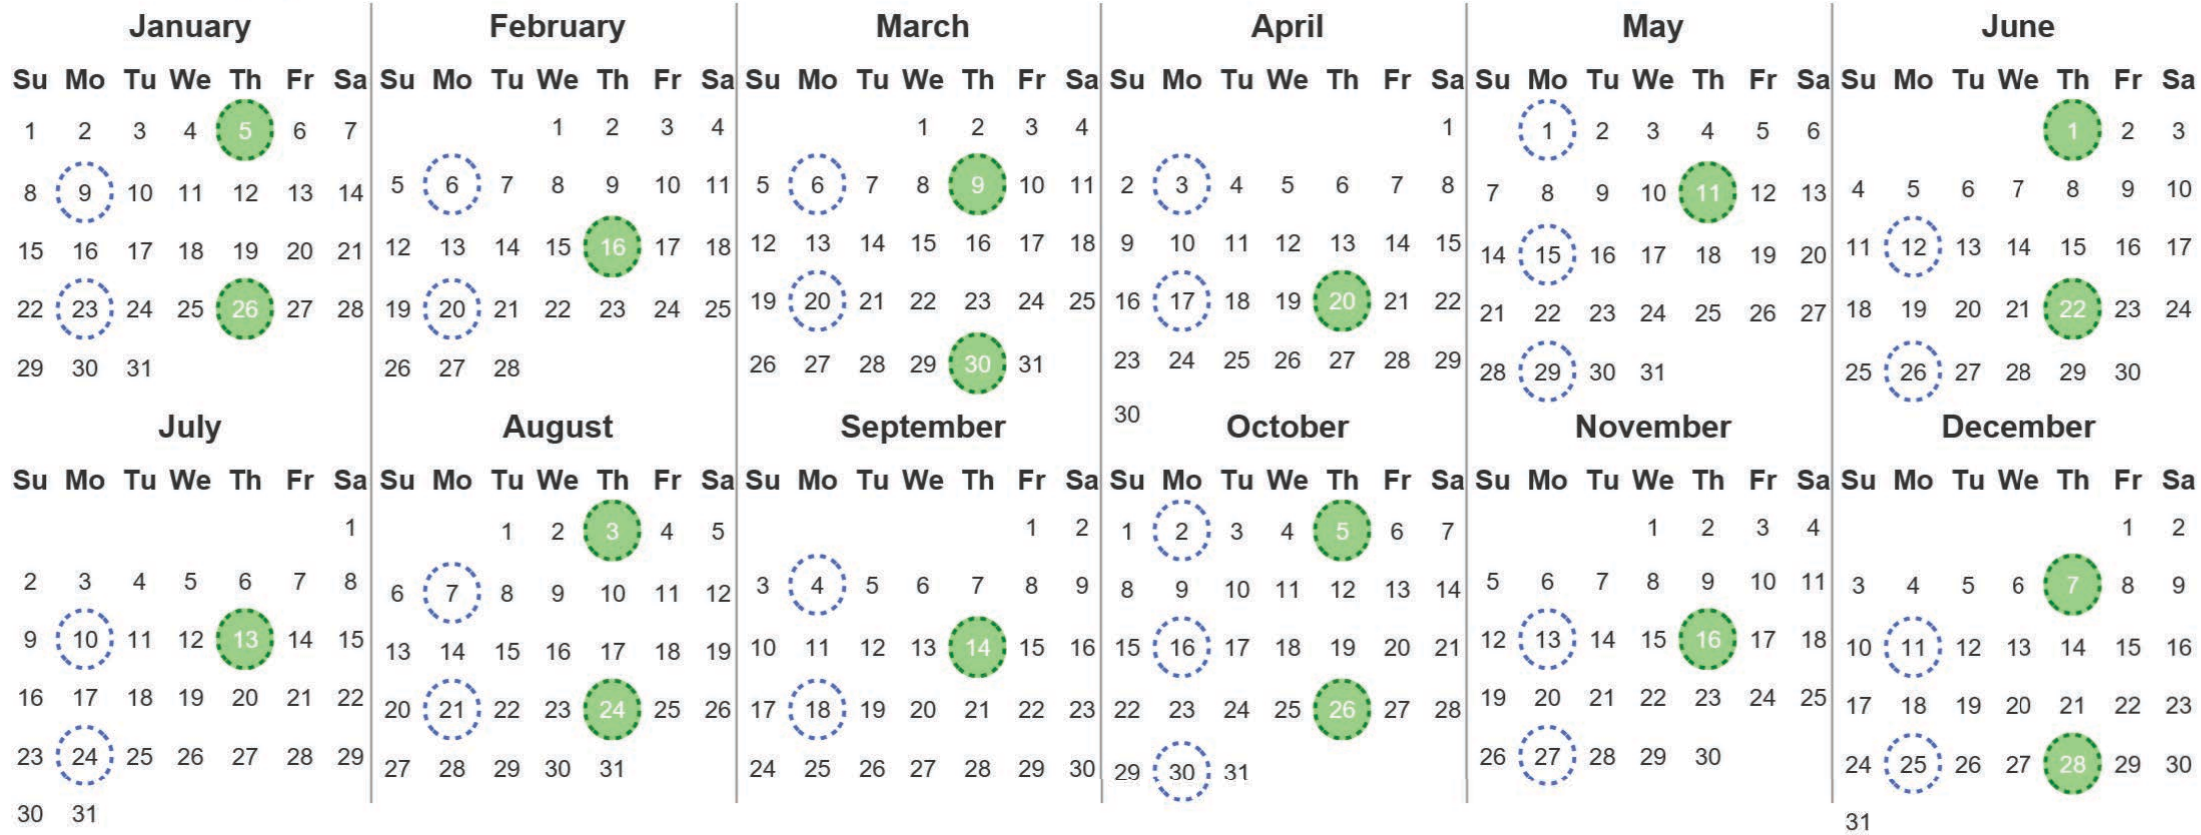 January February March April May June
Su Mo Tu We Th Fr Sa Su Mo Tu We Th Fr Sa Su Mo Tu We Th Fr Sa Su Mo Tu We Th Fr Sa Su Mo Tu We Th Fr Sa Su Mo Tu We Th Fr Sa
1 2 3 4 5 6 7 1 2 3 4 1 2 3 4 1 1 2 3 4 5 6 1 2 3
8 9 10 11 12 13 14 5 6 7 8 9 10 11 5 6 7 8 9 10 11 2 3 4 5 6 7 8 7 8 9 10 11 12 13 4 5 6 7 8 9 10
15 16 17 18 19 20 21 12 13 14 15 16 17 18 12 13 14 15 16 17 18 9 10 11 12 13 14 15 14 15 16 17 18 19 20 11 12 13 14 15 16 17
22 23 24 25 26 27 28 19 20 21 22 23 24 25 19 20 21 22 23 24 25 16 17 18 19 20 21 22 21 22 23 24 25 26 27 18 19 20 21 22 23 24
29 30 31 26 27 28 26 27 28 29 30 31 23 24 25 26 27 28 29 28 29 30 31 25 26 27 28 29 30
30
July August September October November December
Su Mo Tu We Th Fr Sa Su Mo Tu We Th Fr Sa Su Mo Tu We Th Fr Sa Su Mo Tu We Th Fr Sa Su Mo Tu We Th Fr Sa Su Mo Tu We Th Fr Sa
1 1 2 3 4 5 1 2 1 2 3 4 5 6 7 1 2 3 4 1 2
2 3 4 5 6 7 8 6 7 8 9 10 11 12 3 4 5 6 7 8 9 8 9 10 11 12 13 14 5 6 7 8 9 10 11 3 4 5 6 7 8 9
9 10 11 12 13 14 15 13 14 15 16 17 18 19 10 11 12 13 14 15 16 15 16 17 18 19 20 21 12 13 14 15 16 17 18 10 11 12 13 14 15 16
16 17 18 19 20 21 22 20 21 22 23 24 25 26 17 18 19 20 21 22 23 22 23 24 25 26 27 28 19 20 21 22 23 24 25 17 18 19 20 21 22 23
23 24 25 26 27 28 29 27 28 29 30 31 24 25 26 27 28 29 30 29 30 31 26 27 28 29 30 24 25 26 27 28 29 30
30 31 31